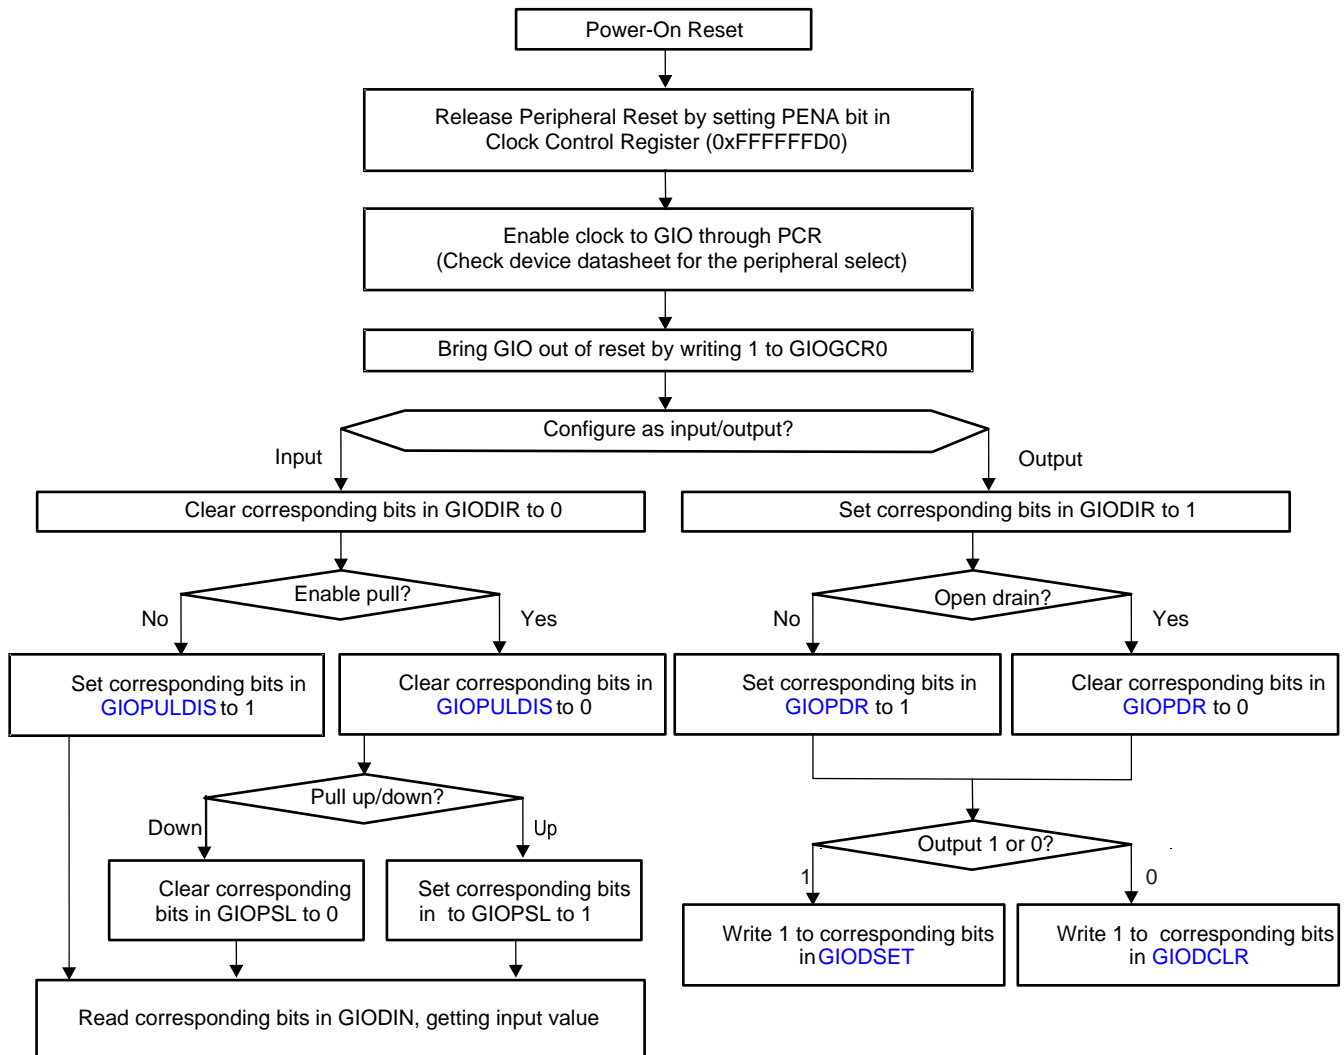 Power-On Reset
Release Peripheral Reset by setting PENA bit in
Clock Control Register (0xFFFFFFD0)
Enable clock to GIO through PCR
(Check device datasheet for the peripheral select)
Bring GIO out of reset by writing 1 to GIOGCR0
Configure as input/output?
Input
Output
Clear corresponding bits in GIODIR to 0
Set corresponding bits in GIODIR to 1
Enable pull?
Open drain?
No
Yes
No
Yes
Set corresponding bits in
GIOPULDIS to 1
Clear corresponding bits in
GIOPULDIS to 0
Set corresponding bits in
GIOPDR to 1
Clear corresponding bits in
GIOPDR to 0
Pull up/down?
Down
Up
Output 1 or 0?
1
0
Clear corresponding
bits in GIOPSL to 0
Set corresponding bits
in to GIOPSL to 1
Write 1 to corresponding bits
in GIODSET
Write 1 to corresponding bits
in GIODCLR
Read corresponding bits in GIODIN, getting input value